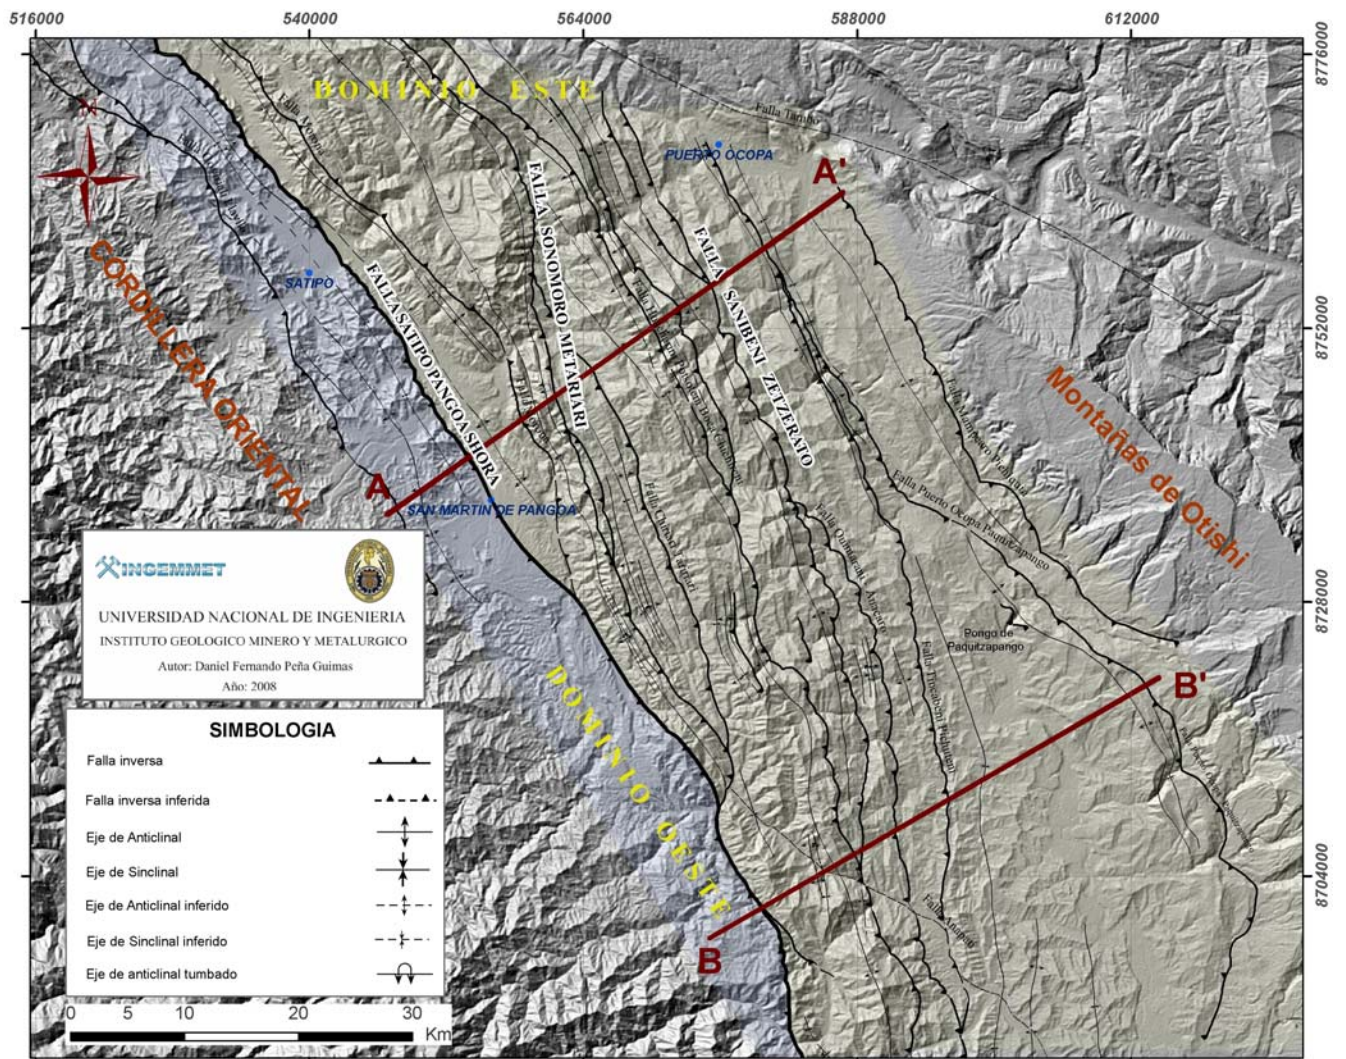 516000
540000
564000
588000
612000
8776000
8752000
8728000
8704000
DOMINIO ESTE
Falla Tambo
PUERTO OCOPA
A'
CORDILLERA ORIENTAL
SATIPO
FALLA SATIPO PANGOA SHORA
FALLA SONOMORO METARIARI
FALLA SANIBENI ZETZERATO
Montañas de Otishi
A
SAN MARTIN DE PANGOA
Falla Puerto Ocopa Paquitzapango
Pongo de
Paquitzapango
B'
DOMINIO OESTE
B
INGEMMET
UNIVERSIDAD NACIONAL DE INGENIERIA
INSTITUTO GEOLOGICO MINERO Y METALURGICO
Autor: Daniel Fernando Peña Guimas
Año: 2008
SIMBOLOGIA
Falla inversa
Falla inversa inferida
Eje de Anticlinal
Eje de Sinclinal
Eje de Anticlinal inferido
Eje de Sinclinal inferido
Eje de anticlinal tumbado
0 5 10 20 30
Km